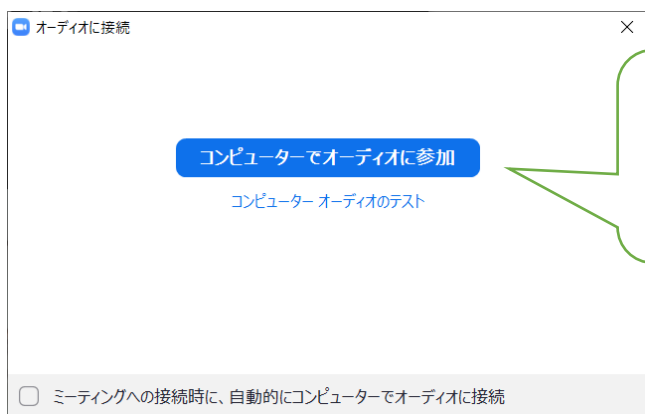 オーディオに接続
コンピューターでオーディオに参加
コンピューター オーディオのテスト
ミーティングへの接続時に、自動的にコンピューターでオーディオに接続